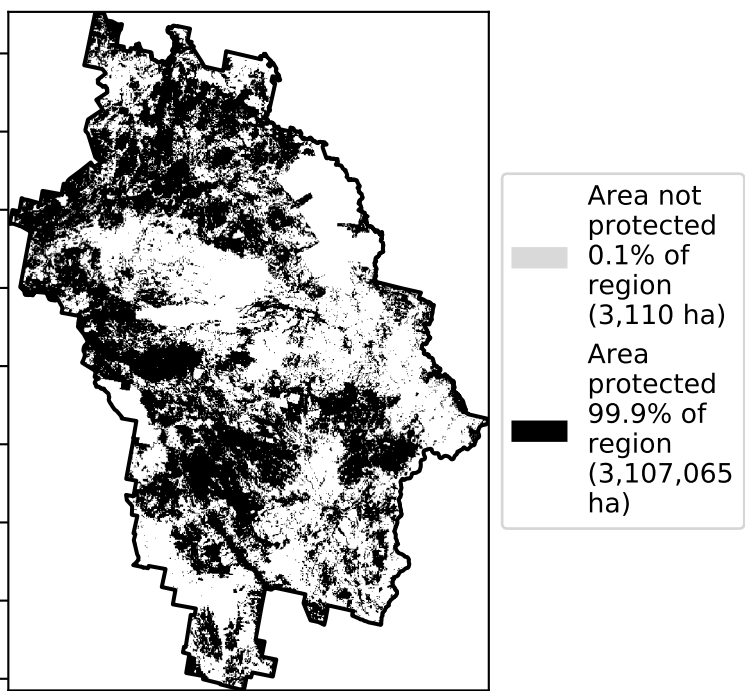 Area not
protected
0.1% of
region
(3,110 ha)
Area
protected
99.9% of
region
(3,107,065
ha)